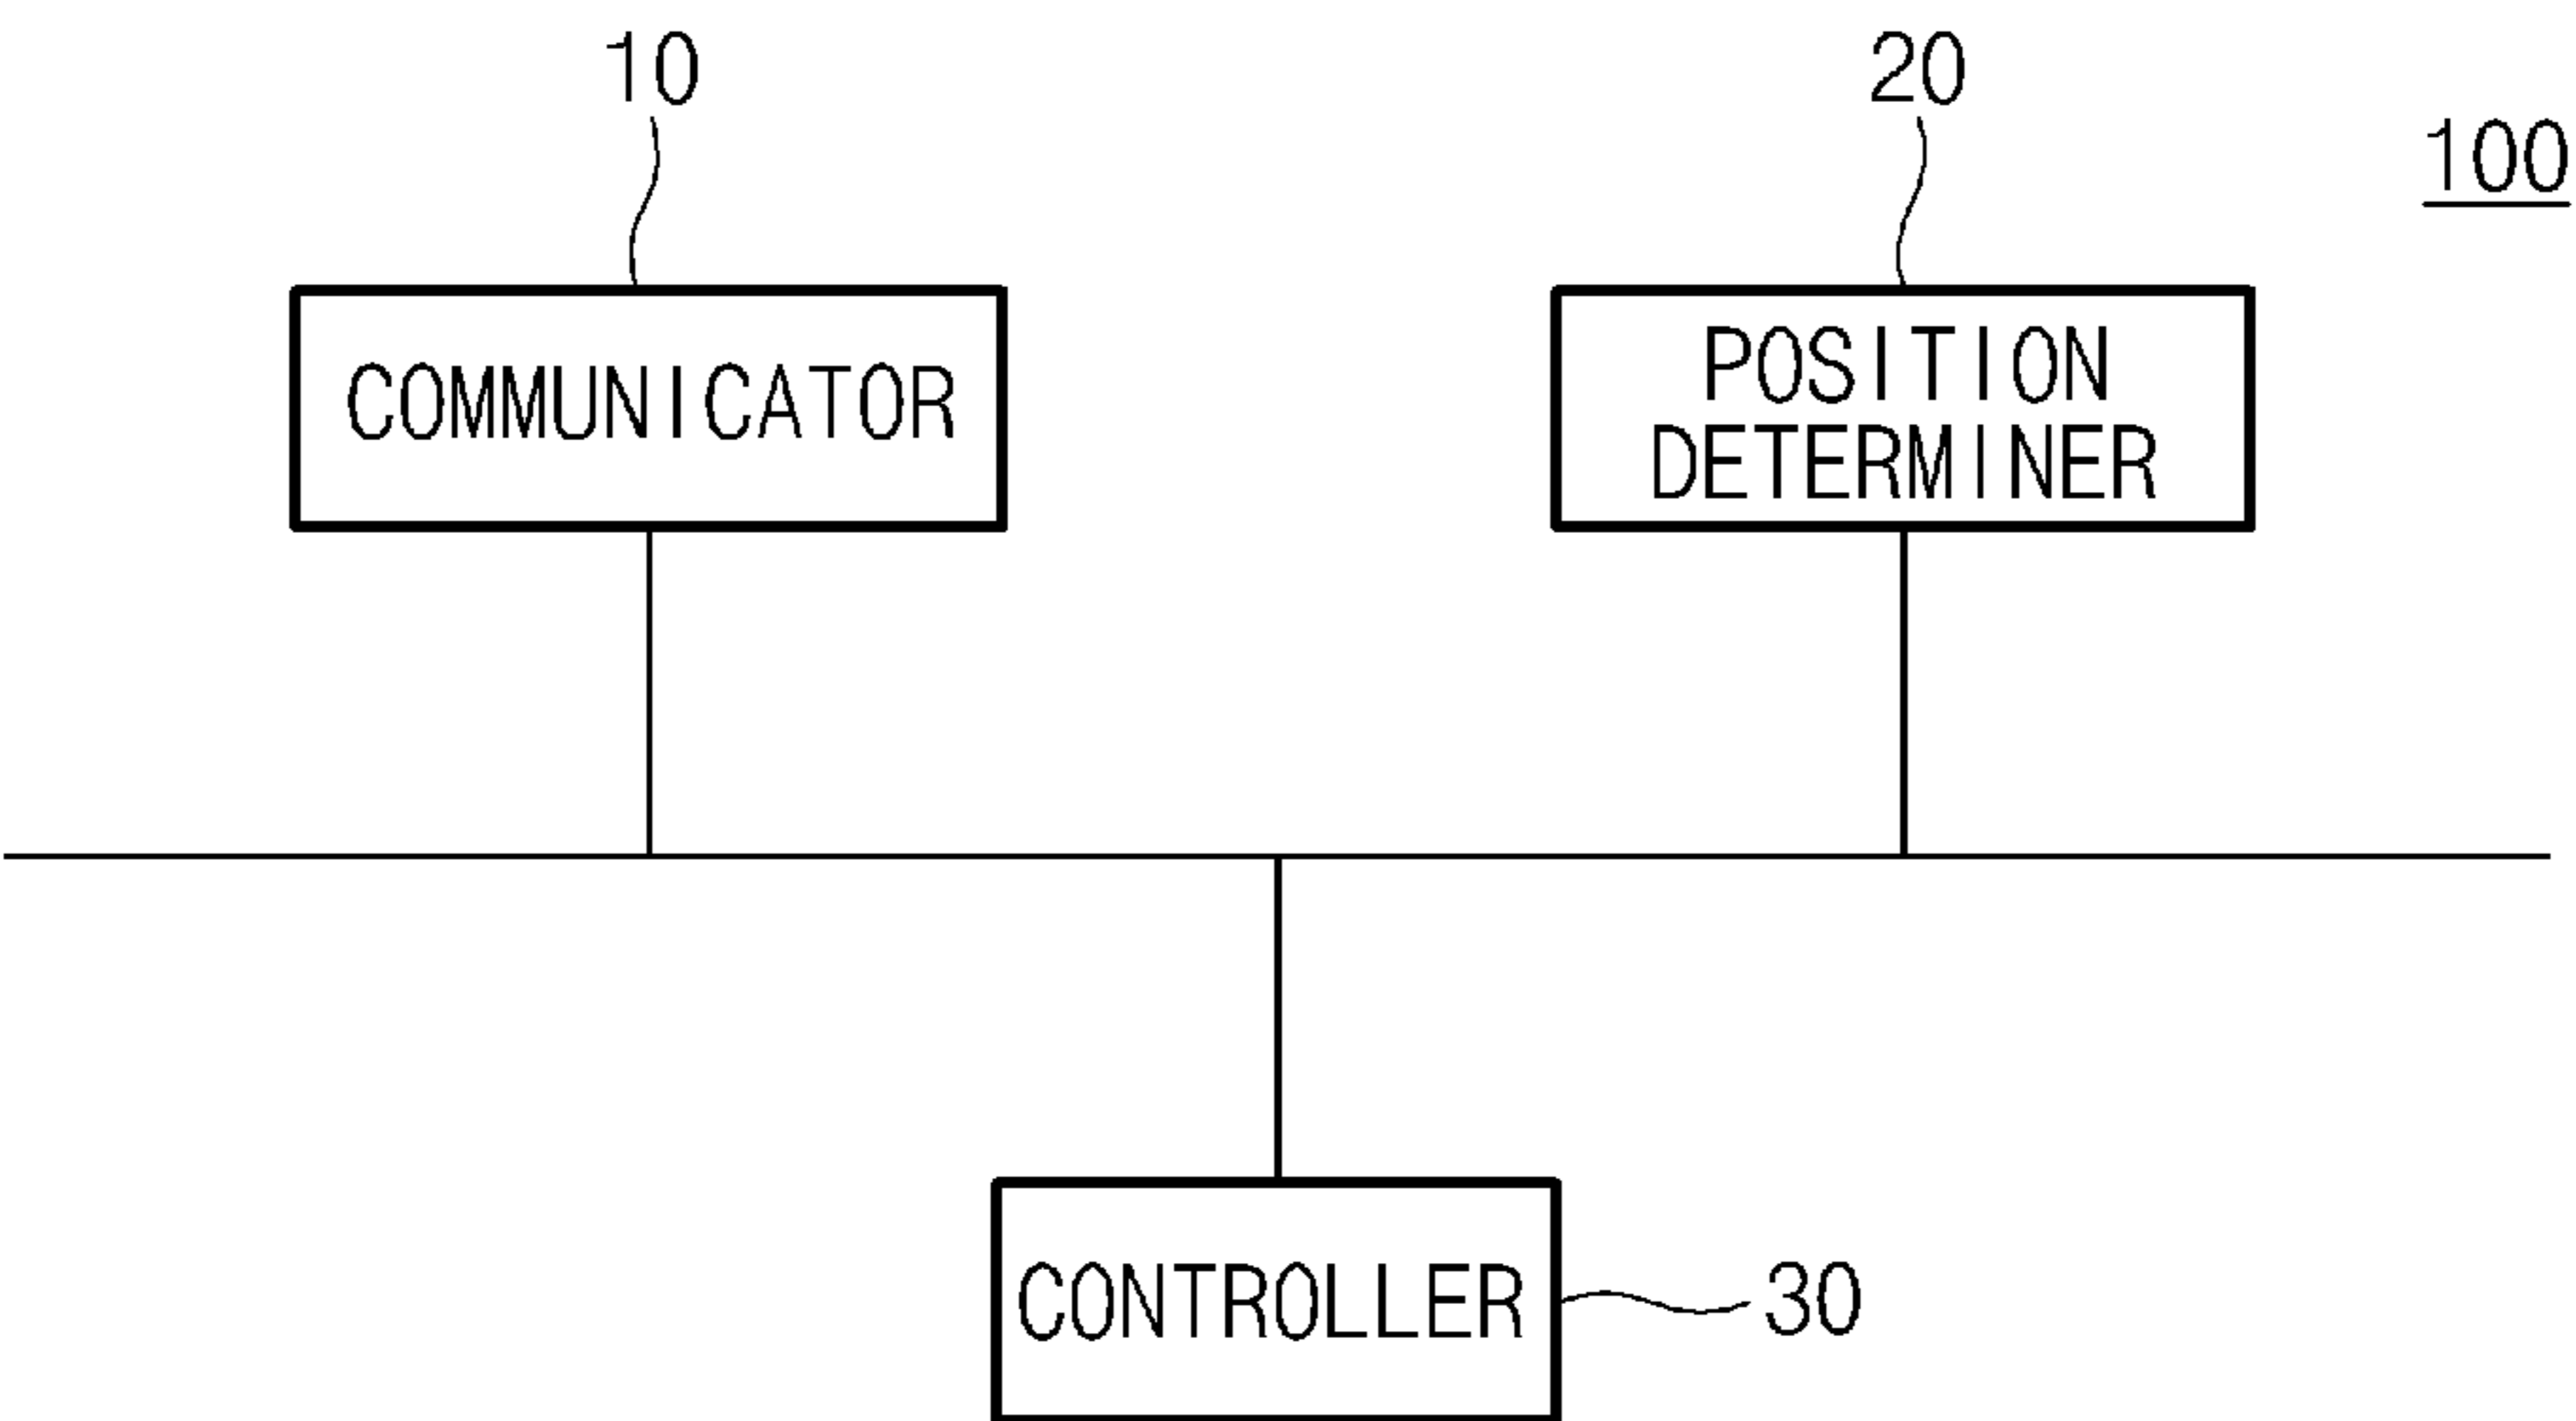 10
20
100
COMMUNICATOR
POSITION
DETERMINER
CONTROLLER
30